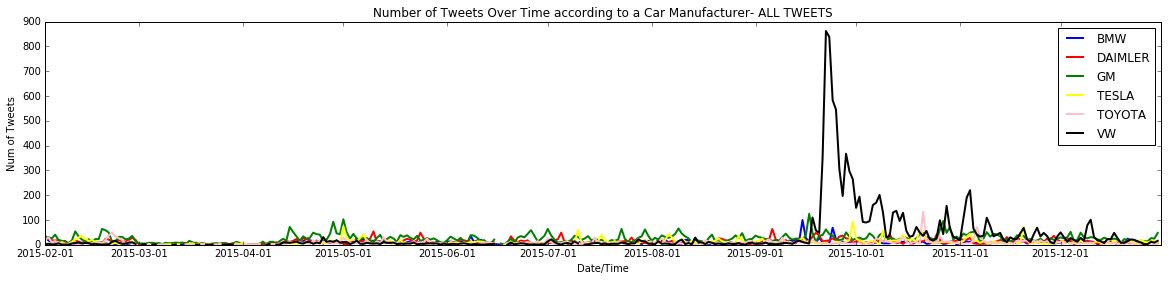 Number of Tweets Over Time according to a Car Manufacturer- ALL TWEETS
900
800
700
600
500
400
300
200
100
0
Num of Tweets
BMW
DAIMLER
GM
TESLA
TOYOTA
VW
2015-02-01 2015-03-01 2015-04-01 2015-05-01 2015-06-01 2015-07-01 2015-08-01 2015-09-01 2015-10-01 2015-11-01 2015-12-01
Date/Time